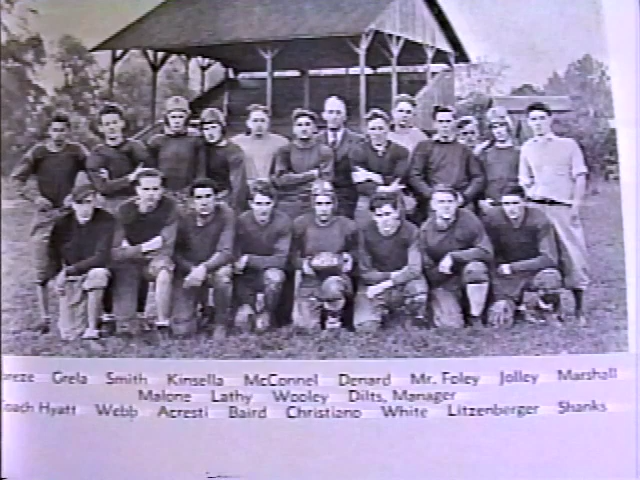 Grela Smith Kinsella McConnel Denard Mr. Foley Jolley Marshall
Malone Lathy Wooley Dilts, Manager
Coach Hyatt Webb Acresti Baird Christiano White Litzenberger Shanks